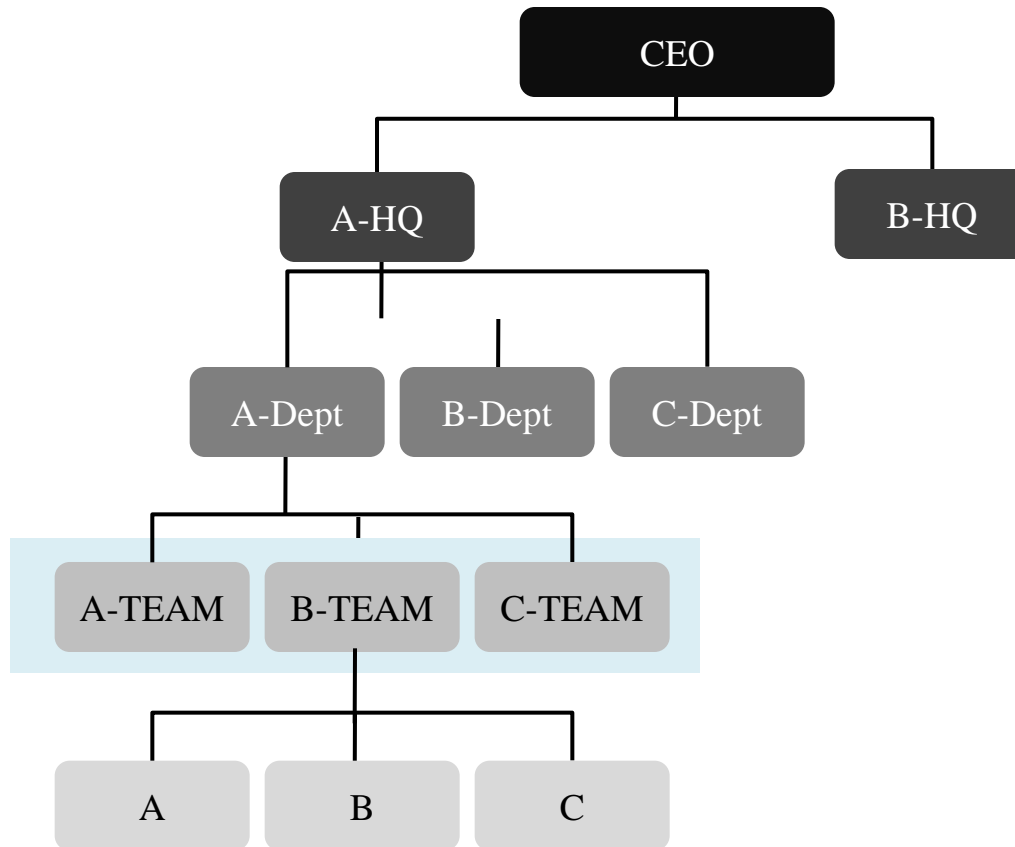 CEO
A-HQ
B-HQ
A-Dept
B-Dept
C-Dept
A-TEAM
B-TEAM
C-TEAM
A
B
C